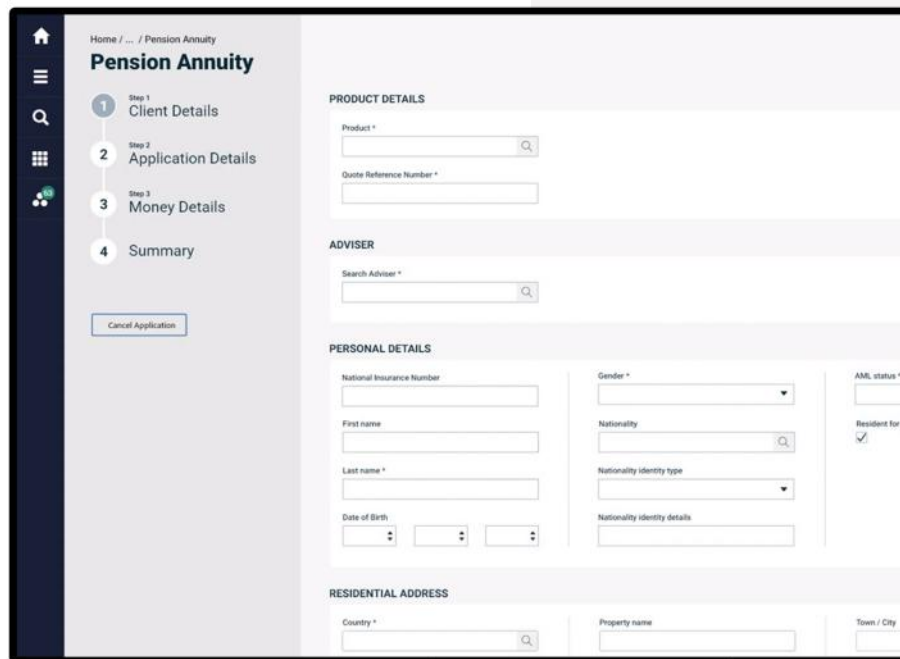 Home / ... / Pension Annuity
Pension Annuity
1
Step 1
Client Details
2
Step 2
Application Details
3
Step 3
Money Details
4
Summary
Cancel Application
63
PRODUCT DETAILS
Product *
Quote Reference Number *
ADVISER
Search Adviser *
PERSONAL DETAILS
National Insurance Number
First name
Last name *
Date of Birth
Gender *
Nationality
Nationality identity type
Nationality identity details
AML status *
Resident for
RESIDENTIAL ADDRESS
Country *
Property name
Town / City